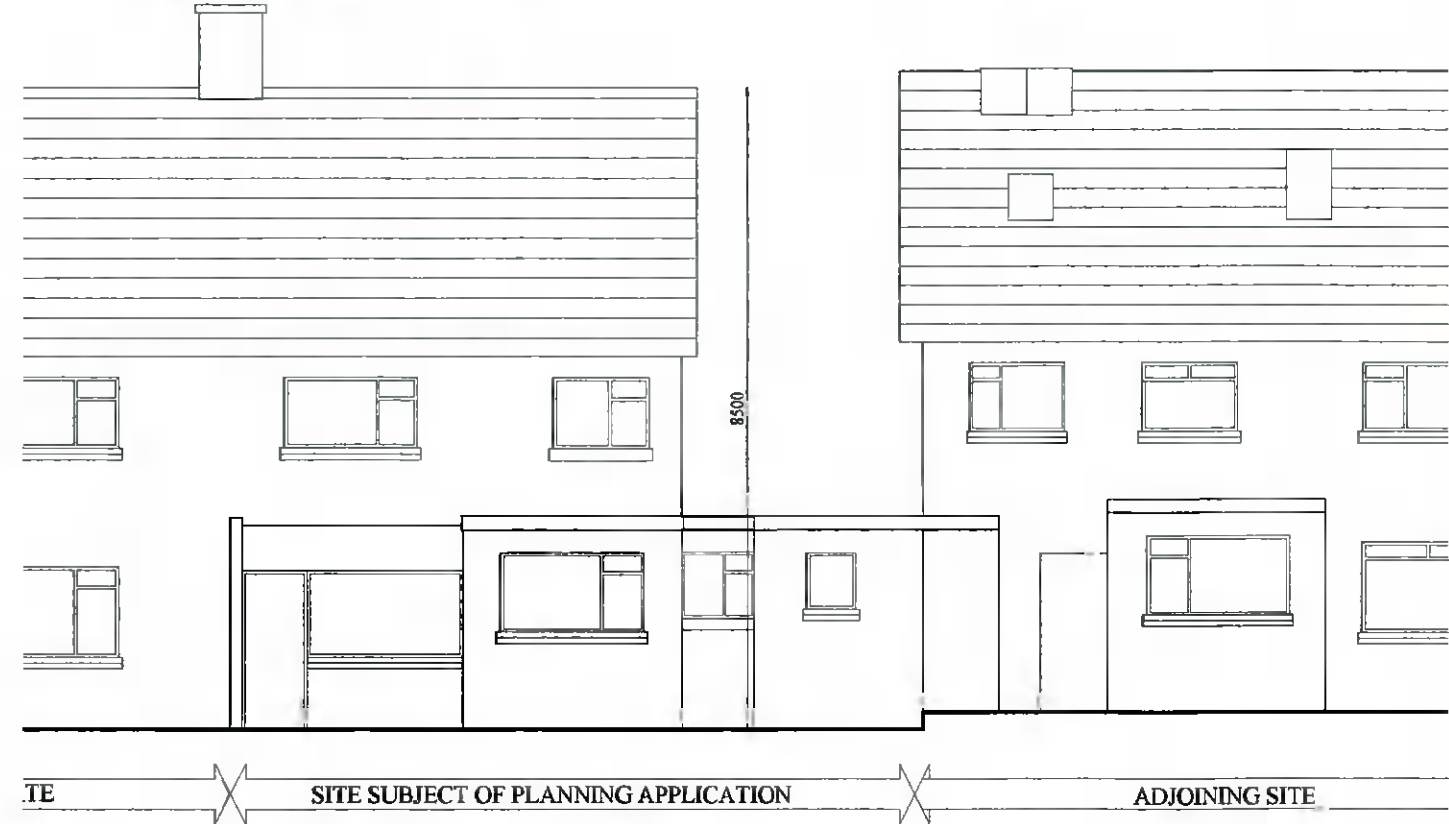 8500
.TE
SITE SUBJECT OF PLANNING APPLICATION
ADJOINING SITE